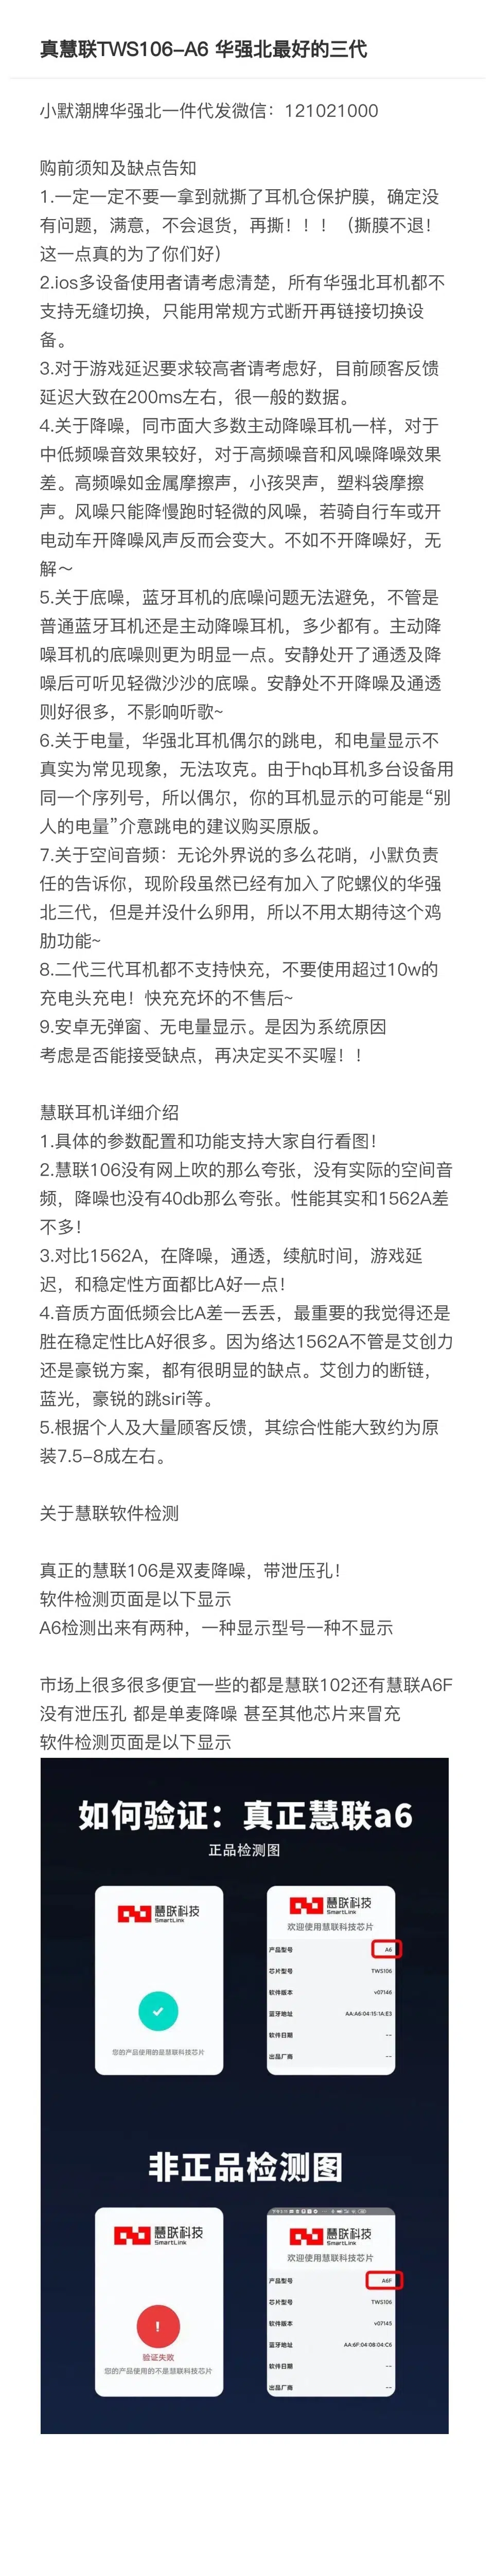 真慧联TWS106-A6 华强北最好的三代
小默潮牌华强北一件代发微信：121021000
购前须知及缺点告知
1.一定一定不要一拿到就撕了耳机仓保护膜，确定没
有问题，满意，不会退货，再撕！！！（撕膜不退！
这一点真的为了你们好）
2.ios多设备使用者请考虑清楚，所有华强北耳机都不
支持无缝切换，只能用常规方式断开再链接切换设
备。
3.对于游戏延迟要求较高者请考虑好，目前顾客反馈
延迟大致在200ms左右，很一般的数据。
4.关于降噪，同市面大多数主动降噪耳机一样，对于
中低频噪音效果较好，对于高频噪音和风噪降噪效果
差。高频噪如金属摩擦声，小孩哭声，塑料袋摩擦
声。风噪只能降慢跑时轻微的风噪，若骑自行车或开
电动车开降噪风声反而会变大。不如不开降噪好，无
解～
5.关于底噪，蓝牙耳机的底噪问题无法避免，不管是
普通蓝牙耳机还是主动降噪耳机，多少都有。主动降
噪耳机的底噪则更为明显一点。安静处开了通透及降
噪后可听见轻微沙沙的底噪。安静处不开降噪及通透
则好很多，不影响听歌~
6.关于电量，华强北耳机偶尔的跳电，和电量显示不
真实为常见现象，无法攻克。由于hqb耳机多台设备用
同一个序列号，所以偶尔，你的耳机显示的可能是“别
人的电量”介意跳电的建议购买原版。
7.关于空间音频：无论外界说的多么花哨，小默负责
任的告诉你，现阶段虽然已经有加入了陀螺仪的华强
北三代，但是并没什么卵用，所以不用太期待这个鸡
肋功能~
8.二代三代耳机都不支持快充，不要使用超过10w的
充电头充电！快充充坏的不售后~
9.安卓无弹窗、无电量显示。是因为系统原因
考虑是否能接受缺点，再决定买不买喔！！
慧联耳机详细介绍
1.具体的参数配置和功能支持大家自行看图！
2.慧联106没有网上吹的那么夸张，没有实际的空间音
频，降噪也没有40db那么夸张。性能其实和1562A差
不多！
3.对比1562A，在降噪，通透，续航时间，游戏延
迟，和稳定性方面都比A好一点！
4.音质方面低频会比A差一丢丢，最重要的我觉得还是
胜在稳定性比A好很多。因为络达1562A不管是艾创力
还是豪锐方案，都有很明显的缺点。艾创力的断链，
蓝光，豪锐的跳siri等。
5.根据个人及大量顾客反馈，其综合性能大致约为原
装7.5-8成左右。
关于慧联软件检测
真正的慧联106是双麦降噪，带泄压孔！
软件检测页面是以下显示
A6检测出来有两种，一种显示型号一种不显示
市场上很多很多便宜一些的都是慧联102还有慧联A6F
没有泄压孔 都是单麦降噪 甚至其他芯片来冒充
软件检测页面是以下显示
如何验证：真正慧联a6
正品检测图
慧联科技
SmartLink
您的产品使用的是慧联科技芯片
慧联科技
SmartLink
欢迎使用慧联科技芯片
产品型号 A6
芯片型号 TWS106
软件版本 v07146
蓝牙地址 AA:A6:04:15:1A:E3
软件日期 --
出品厂商 --
非正品检测图
慧联科技
SmartLink
!
验证失败
您的产品使用的不是慧联科技芯片
慧联科技
SmartLink
欢迎使用慧联科技芯片
产品型号 A6F
芯片型号 TWS106
软件版本 v07145
蓝牙地址 AA:6F:04:08:04:C6
软件日期 --
出品厂商 --